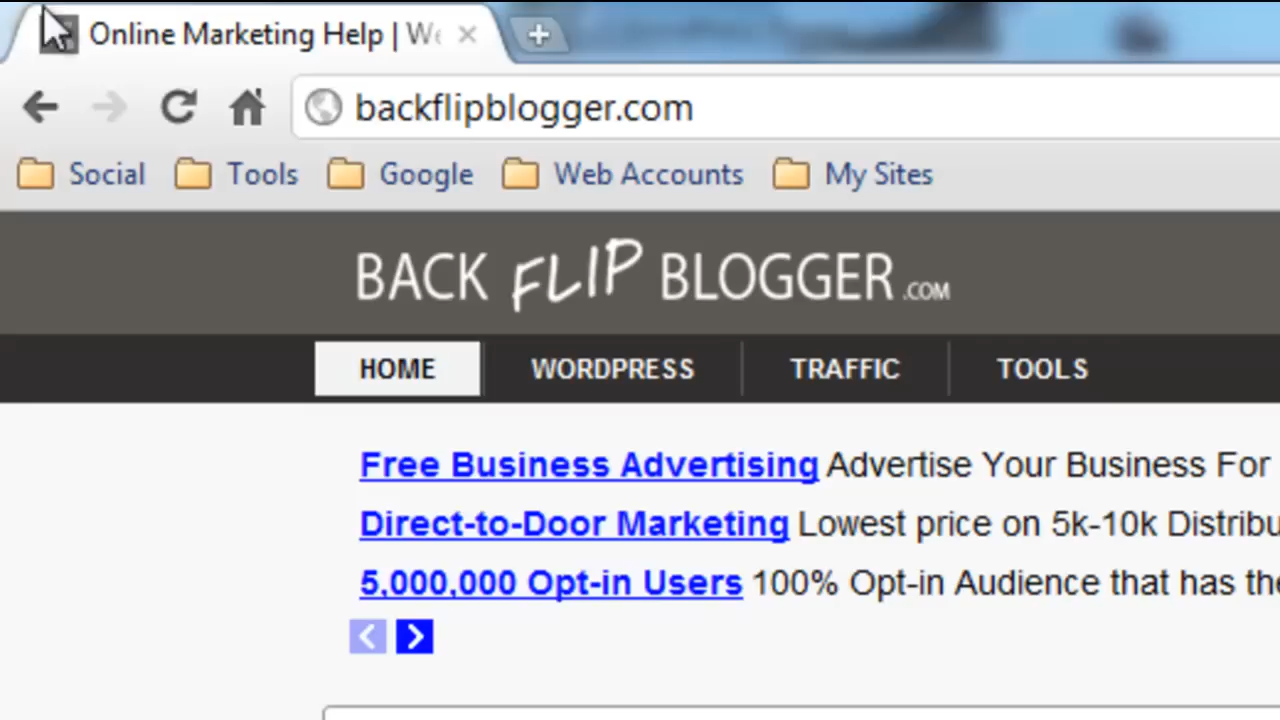 Online Marketing Help | We
backflipblogger.com
Social Tools Google Web Accounts My Sites
BACK FLIP BLOGGER .COM
HOME WORDPRESS TRAFFIC TOOLS
Free Business Advertising Advertise Your Business For
Direct-to-Door Marketing Lowest price on 5k-10k Distribu
5,000,000 Opt-in Users 100% Opt-in Audience that has the